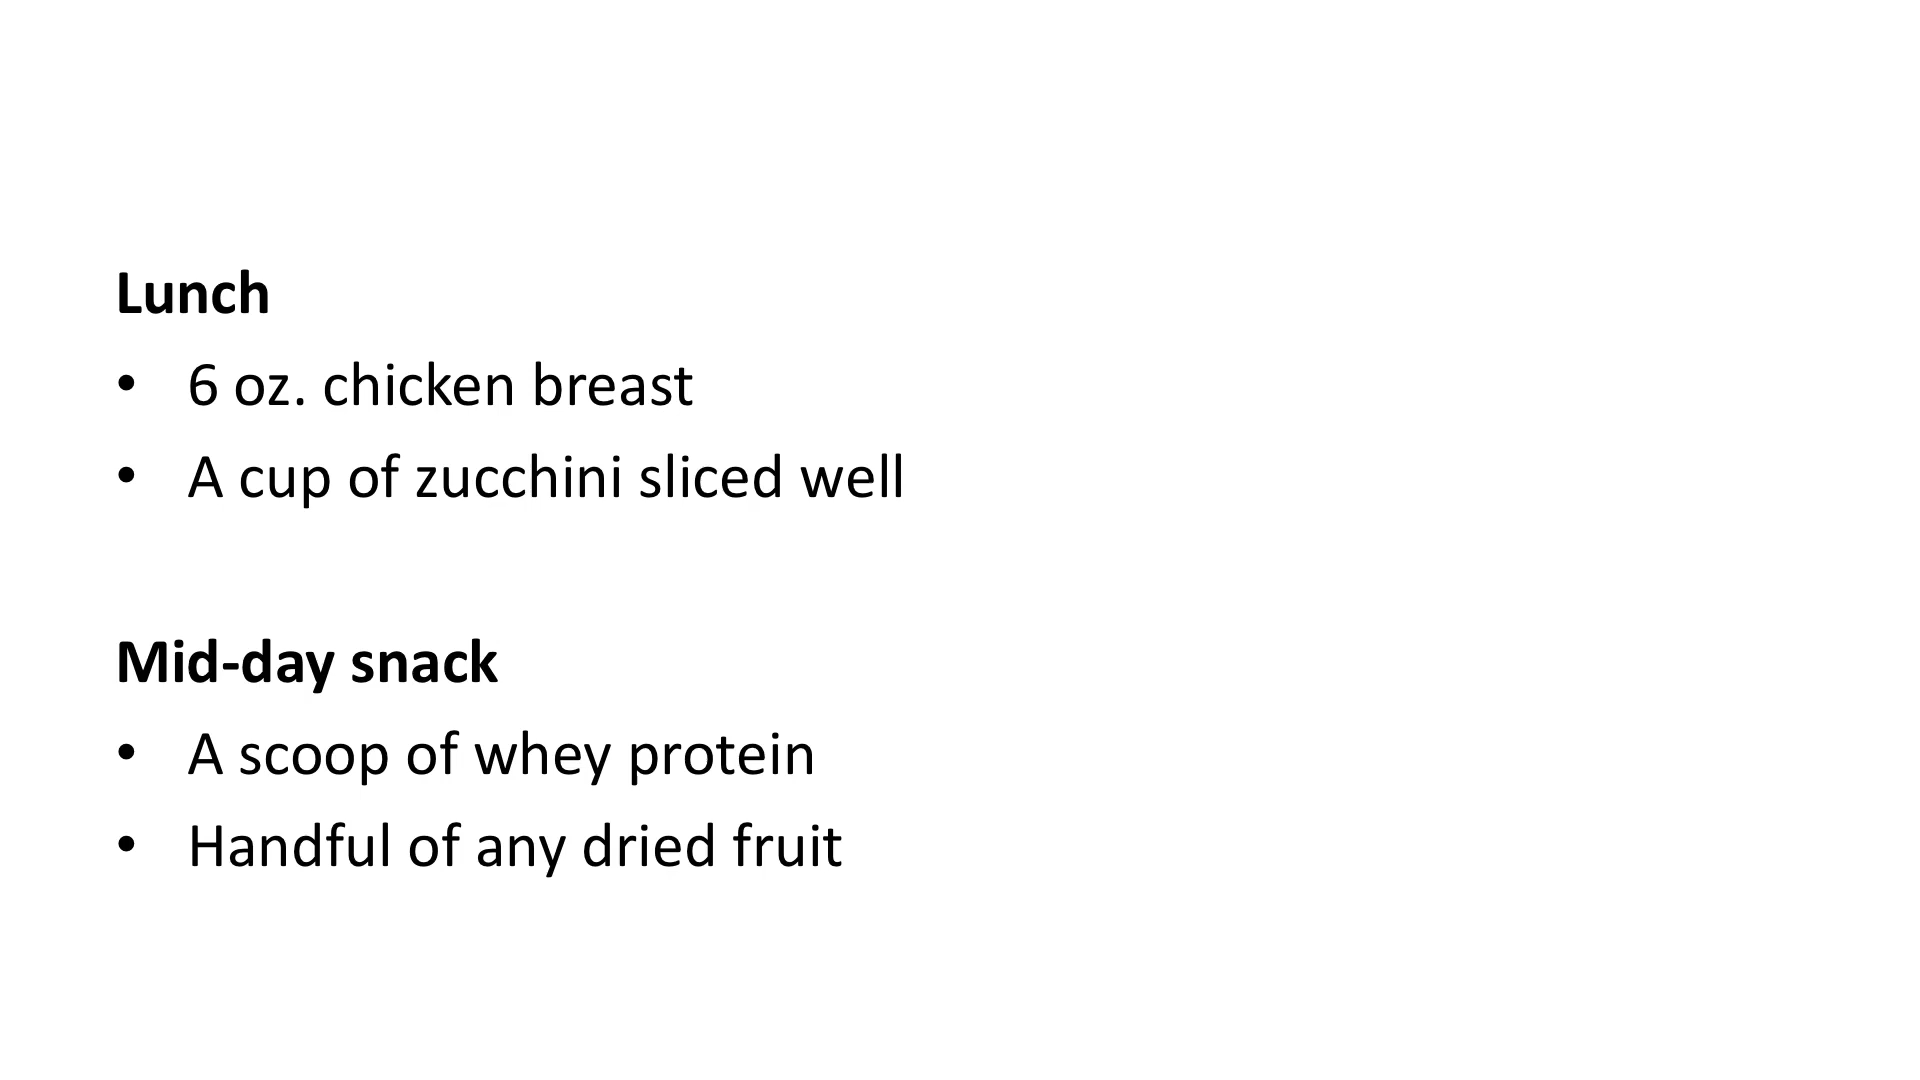 Lunch
• 6 oz. chicken breast
• A cup of zucchini sliced well
Mid-day snack
• A scoop of whey protein
• Handful of any dried fruit